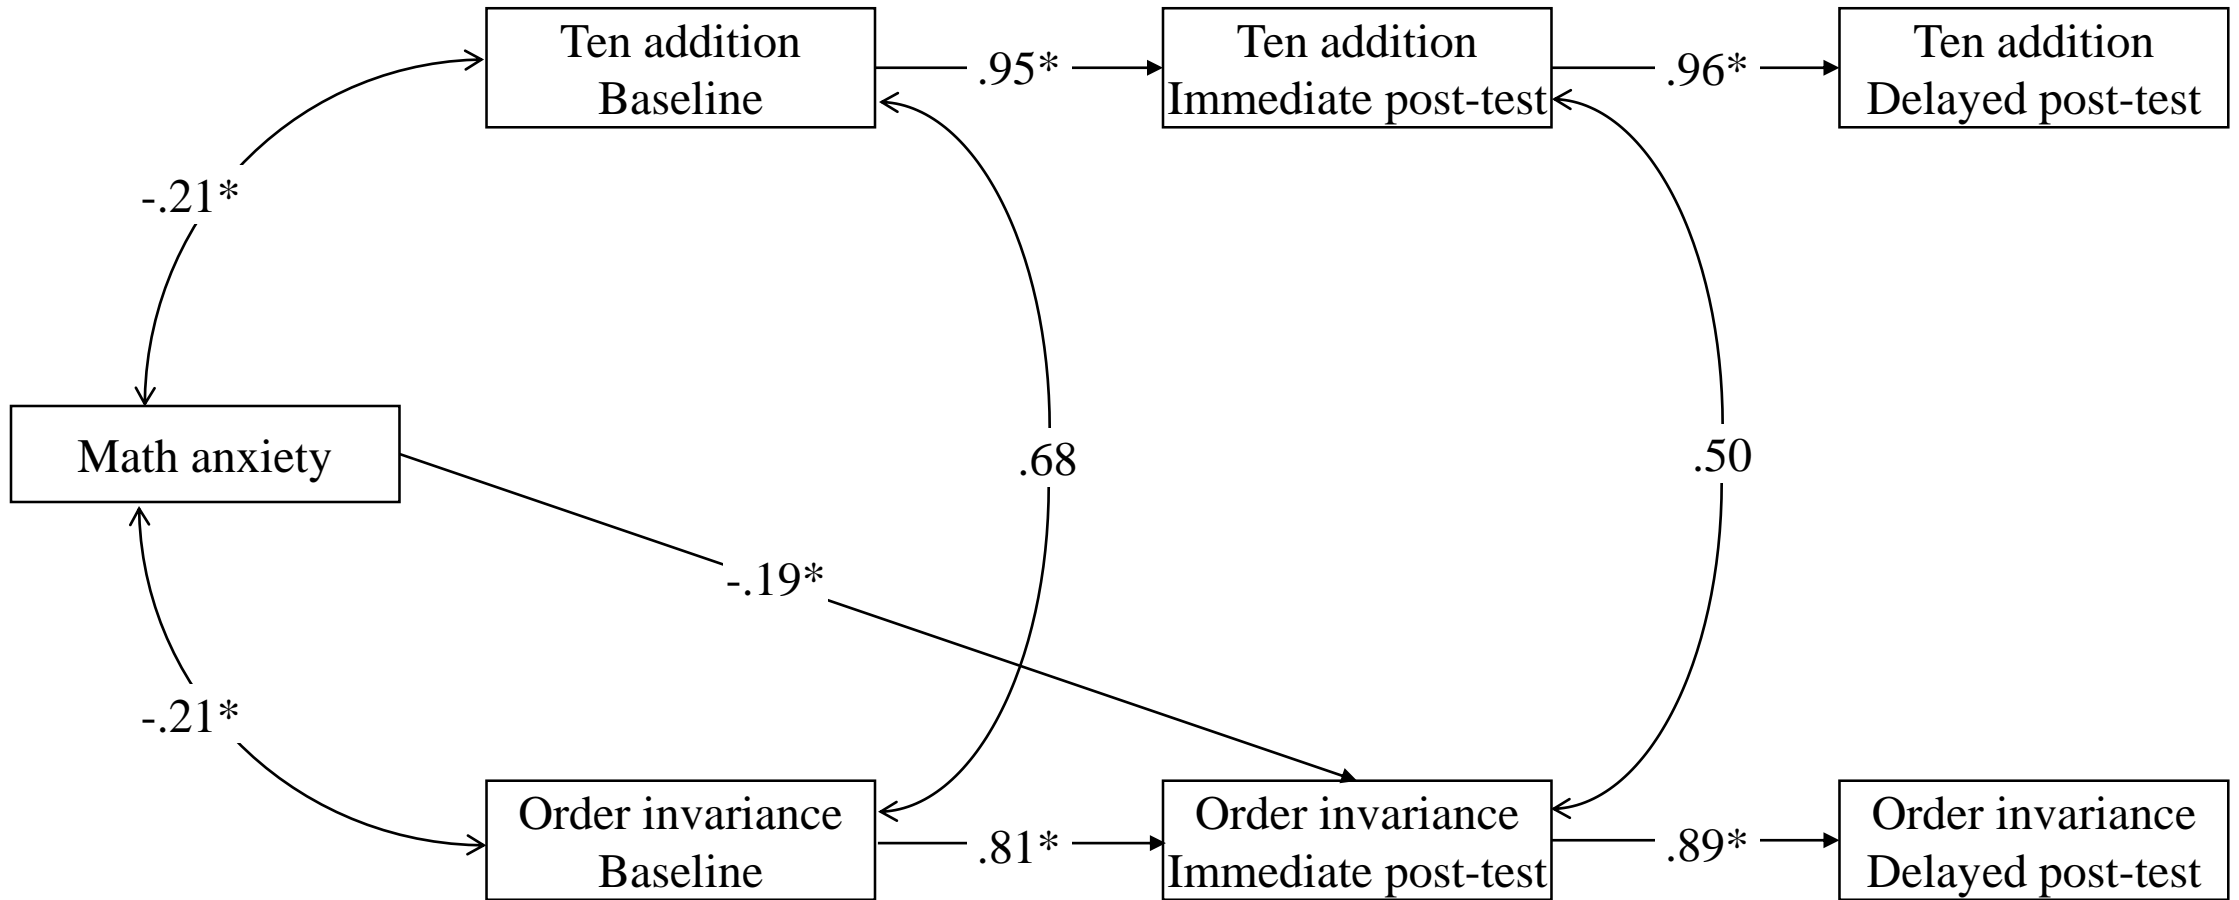 Ten addition
Baseline
.95*
Ten addition
Immediate post-test
.96*
Ten addition
Delayed post-test
-.21*
Math anxiety
.68
.50
-.19*
-.21*
Order invariance
Baseline
.81*
Order invariance
Immediate post-test
.89*
Order invariance
Delayed post-test